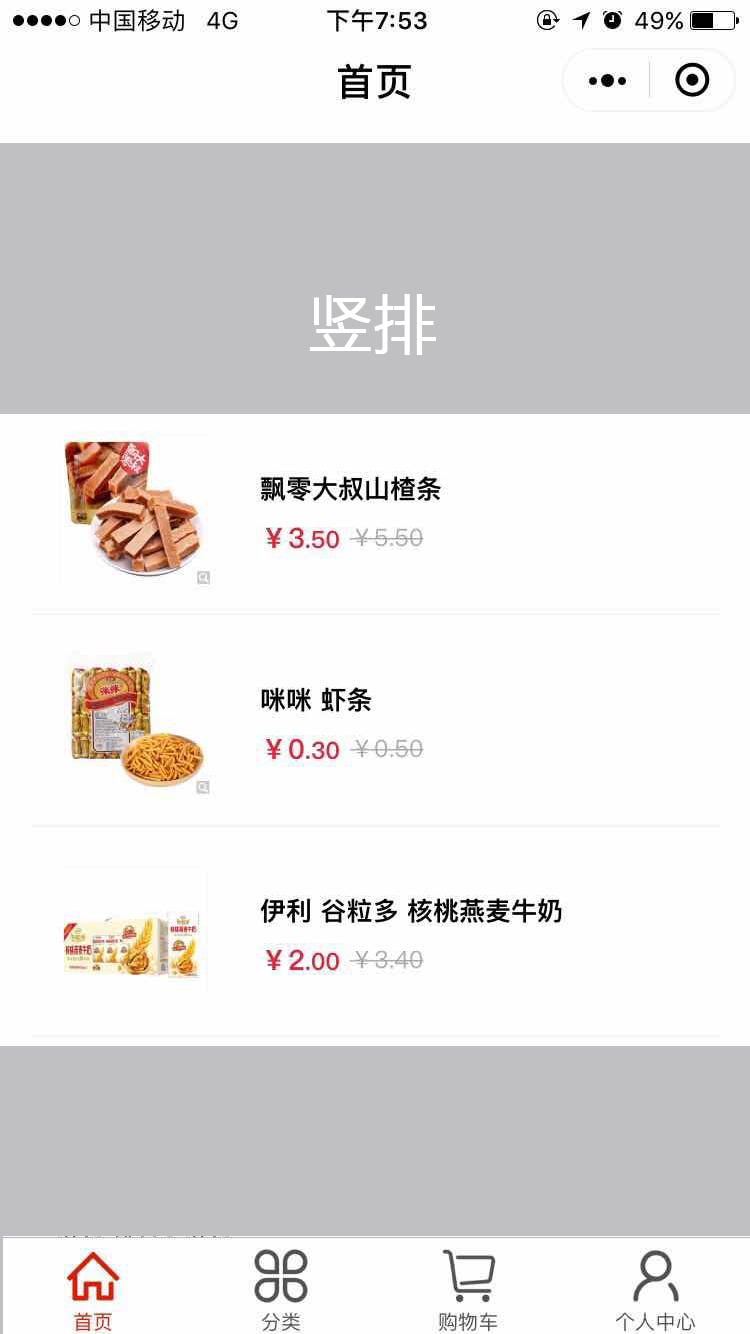 中国移动 4G 下午7:53 49%
首页
竖排
飘零大叔山楂条
¥3.50 ¥5.50
咪咪 虾条
¥0.30 ¥0.50
伊利 谷粒多 核桃燕麦牛奶
¥2.00 ¥3.40
首页 分类 购物车 个人中心